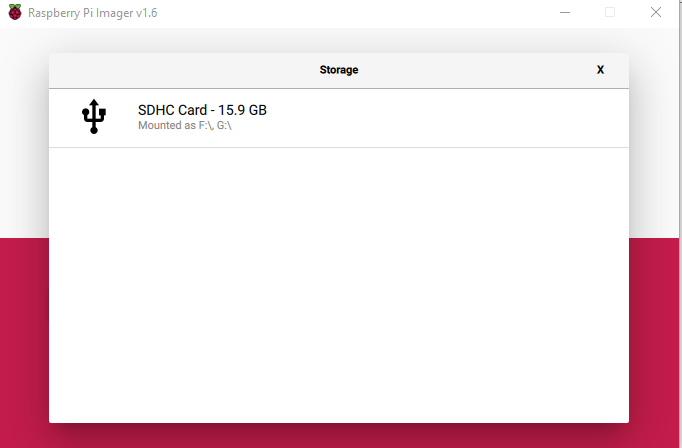 Raspberry Pi Imager v1.6
Storage
X
SDHC Card - 15.9 GB
Mounted as F:\, G:\